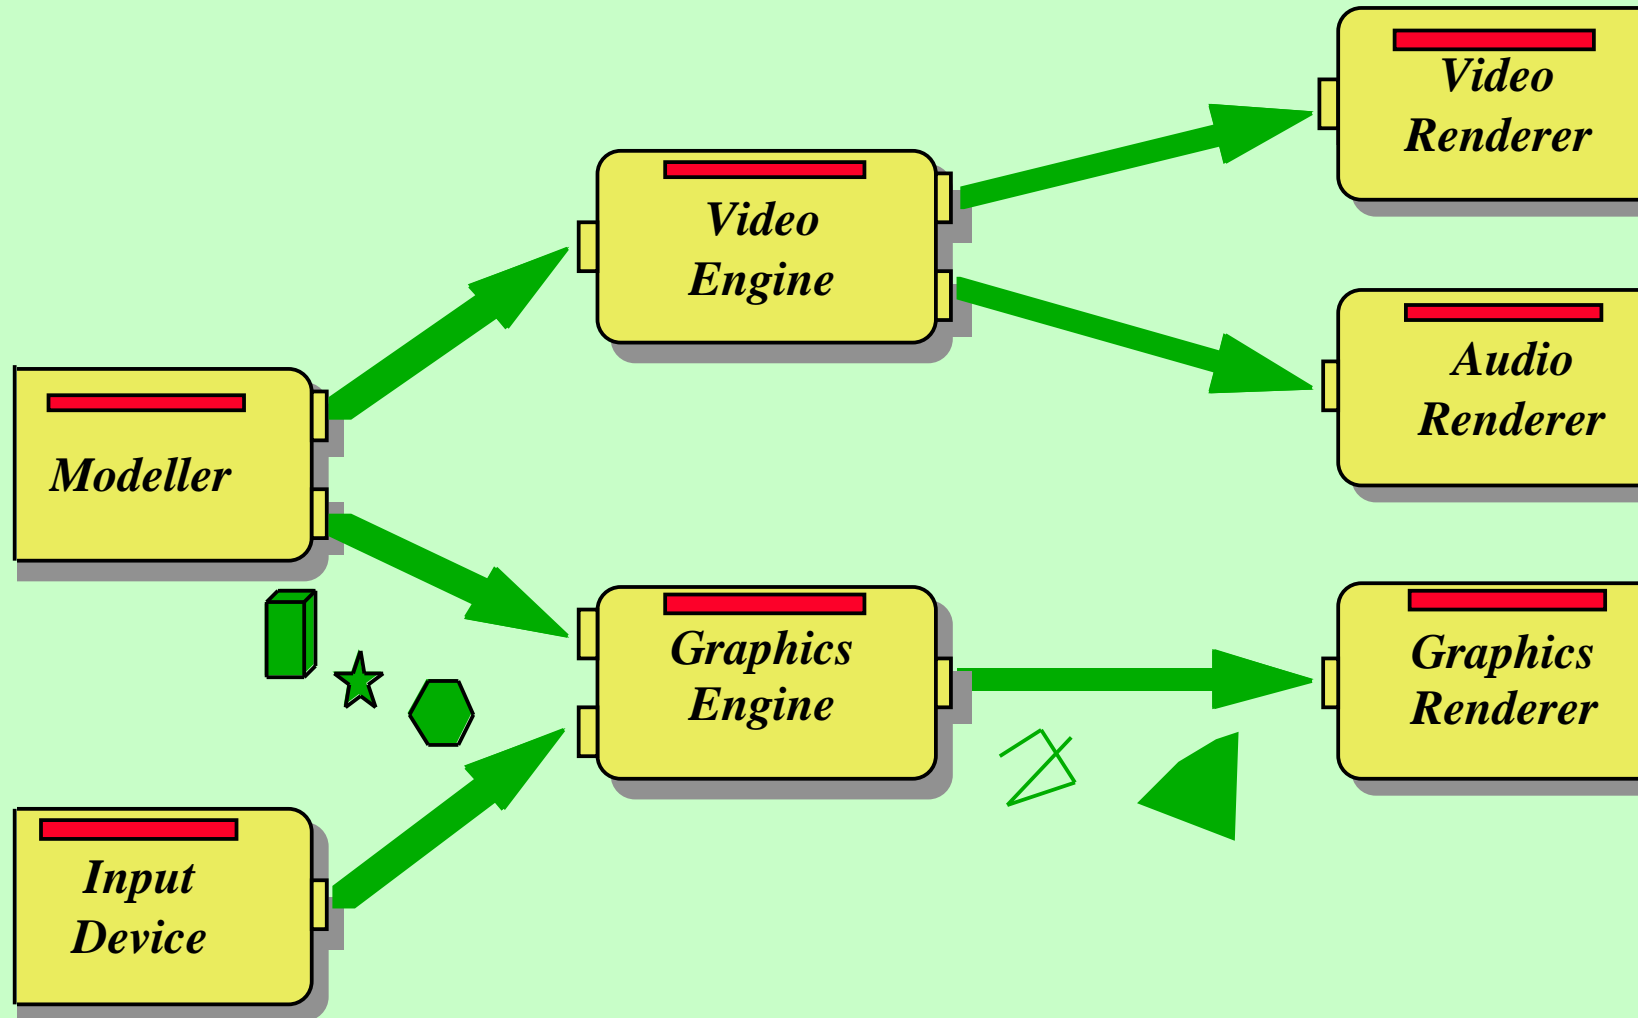 Video
Renderer
Video
Engine
Audio
Renderer
Modeller
Graphics
Engine
Graphics
Renderer
Input
Device